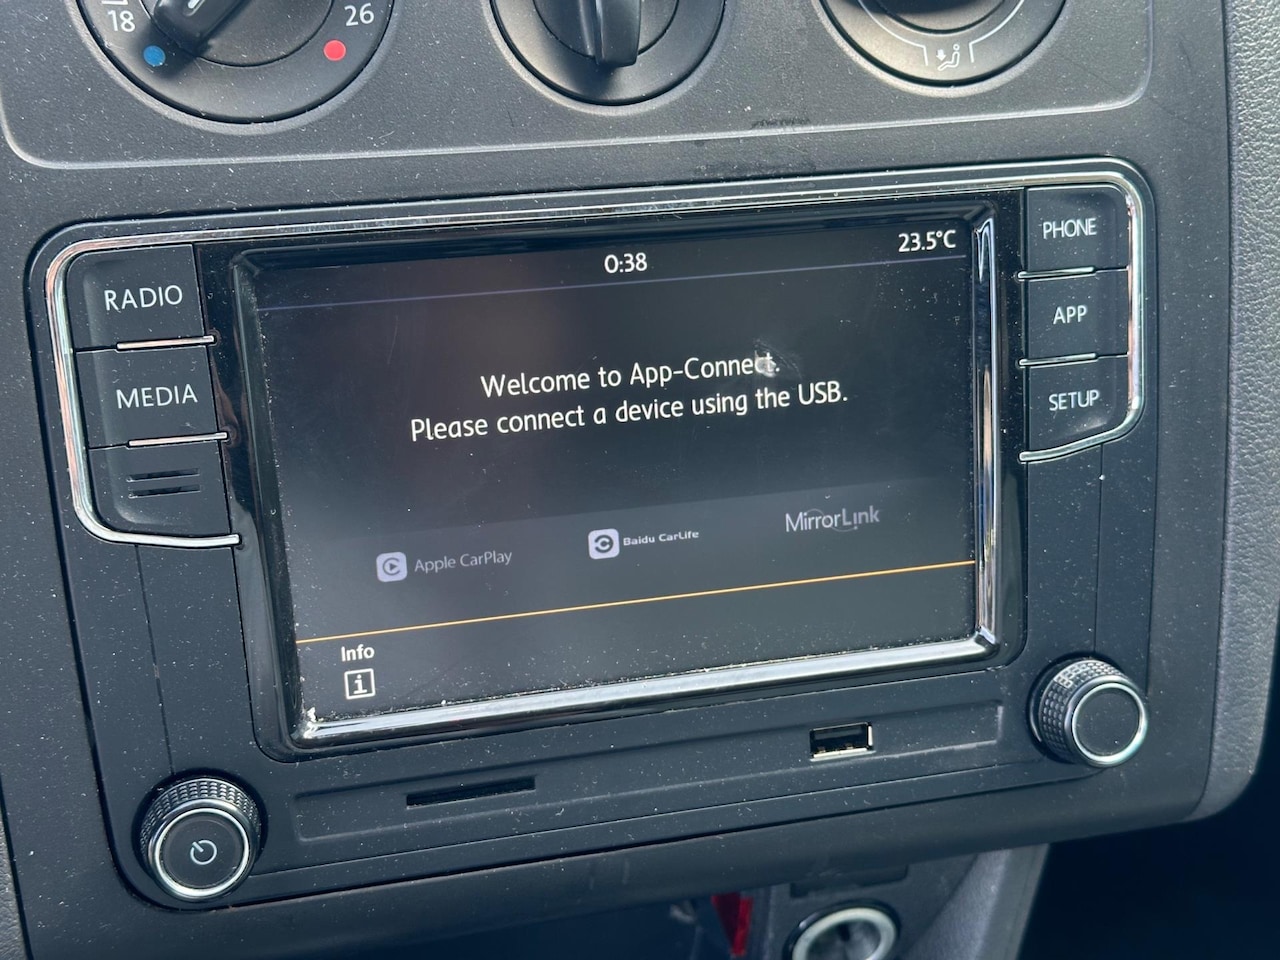 18
26
0:38
23.5°C
PHONE
RADIO
APP
MEDIA
SETUP
Welcome to App-Connect.
Please connect a device using the USB.
Apple CarPlay
Baidu CarLife
MirrorLink
Info
i